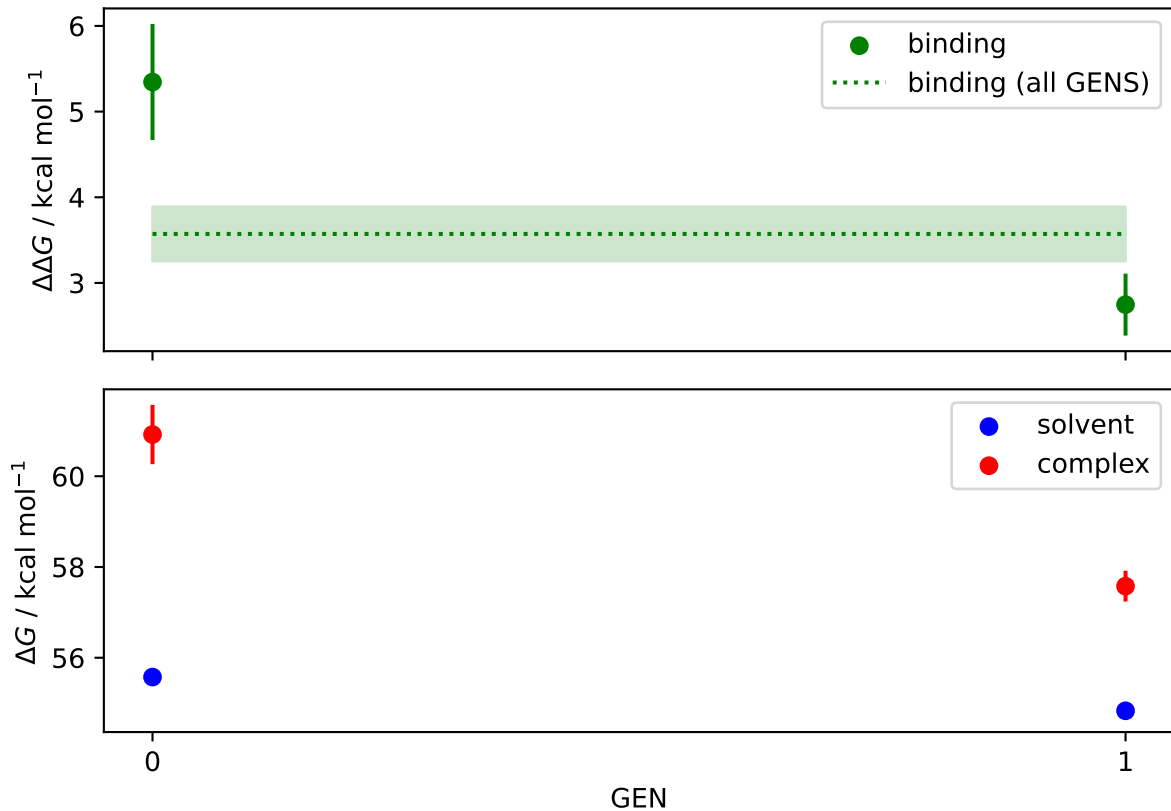 6
5
4
3
ΔΔG / kcal mol⁻¹
binding
binding (all GENS)
60
58
56
ΔG / kcal mol⁻¹
solvent
complex
0
1
GEN